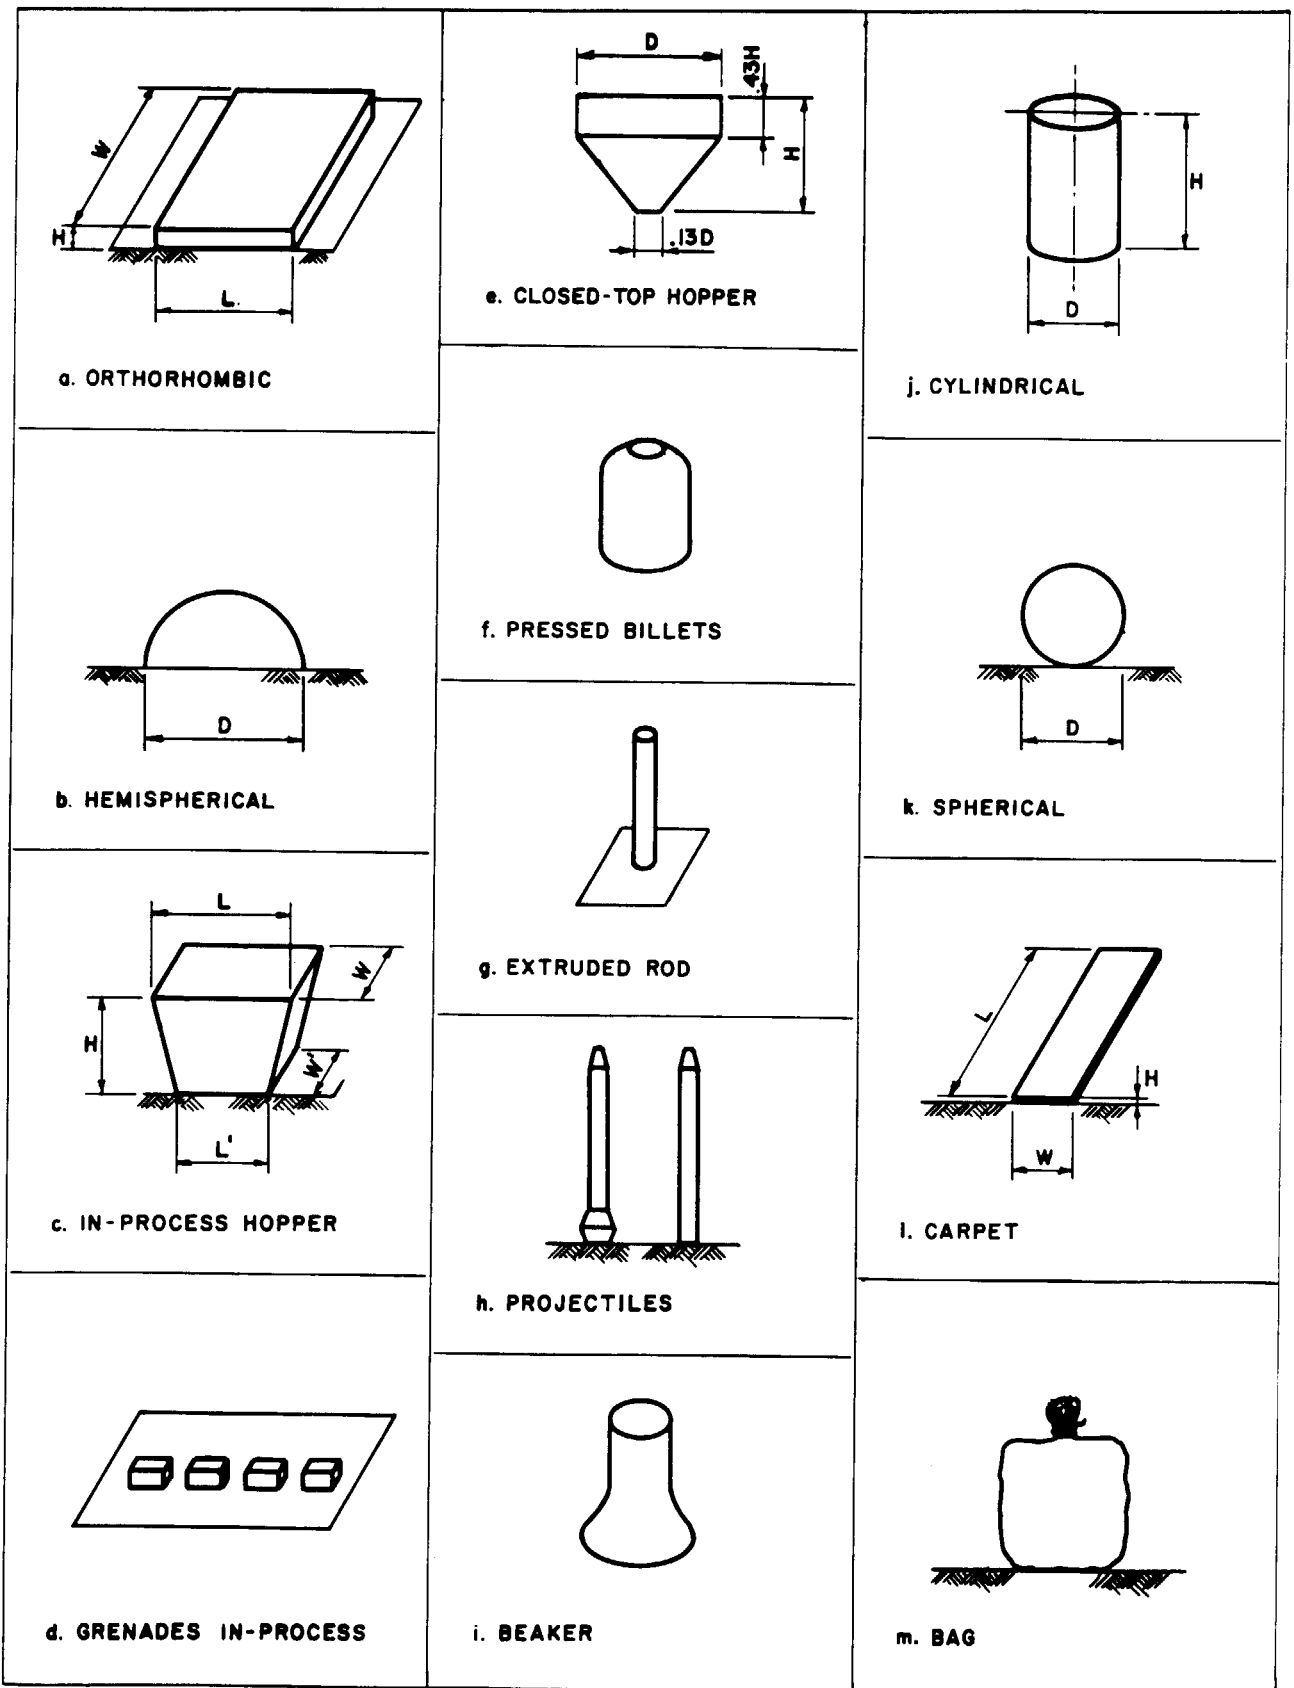 W
H
L
a. ORTHORHOMBIC
D
b. HEMISPHERICAL
L
W
H
W'
L'
c. IN-PROCESS HOPPER
d. GRENADES IN-PROCESS
D
.43H
H
.13D
e. CLOSED-TOP HOPPER
f. PRESSED BILLETS
g. EXTRUDED ROD
h. PROJECTILES
i. BEAKER
H
D
j. CYLINDRICAL
D
k. SPHERICAL
L
H
W
l. CARPET
m. BAG